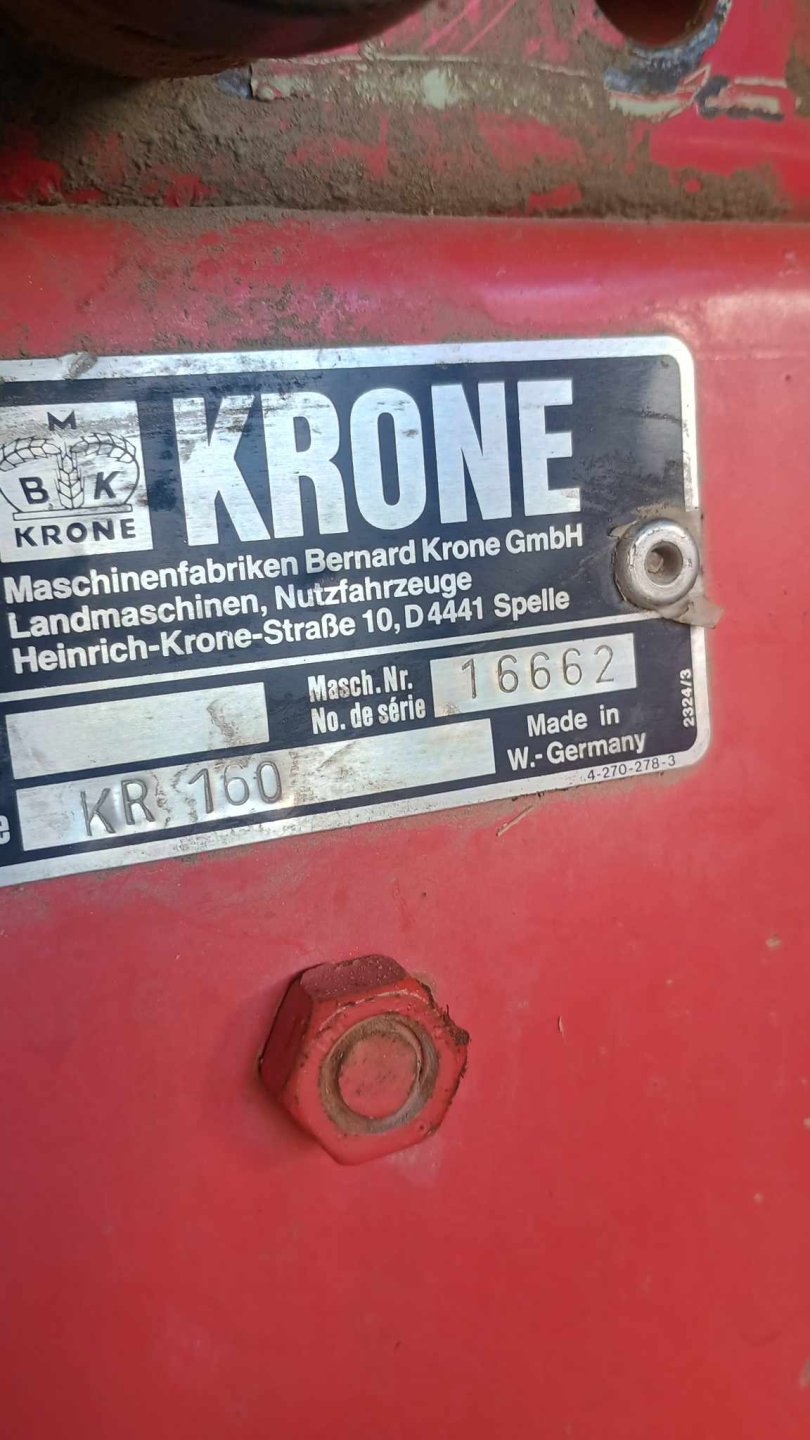 M
B K
KRONE
KRONE
Maschinenfabriken Bernard Krone GmbH
Landmaschinen, Nutzfahrzeuge
Heinrich-Krone-Straße 10, D 4441 Spelle
Masch. Nr.
No. de série
16662
KR 160
Made in
W.-Germany
2324/3
4-270-278-3